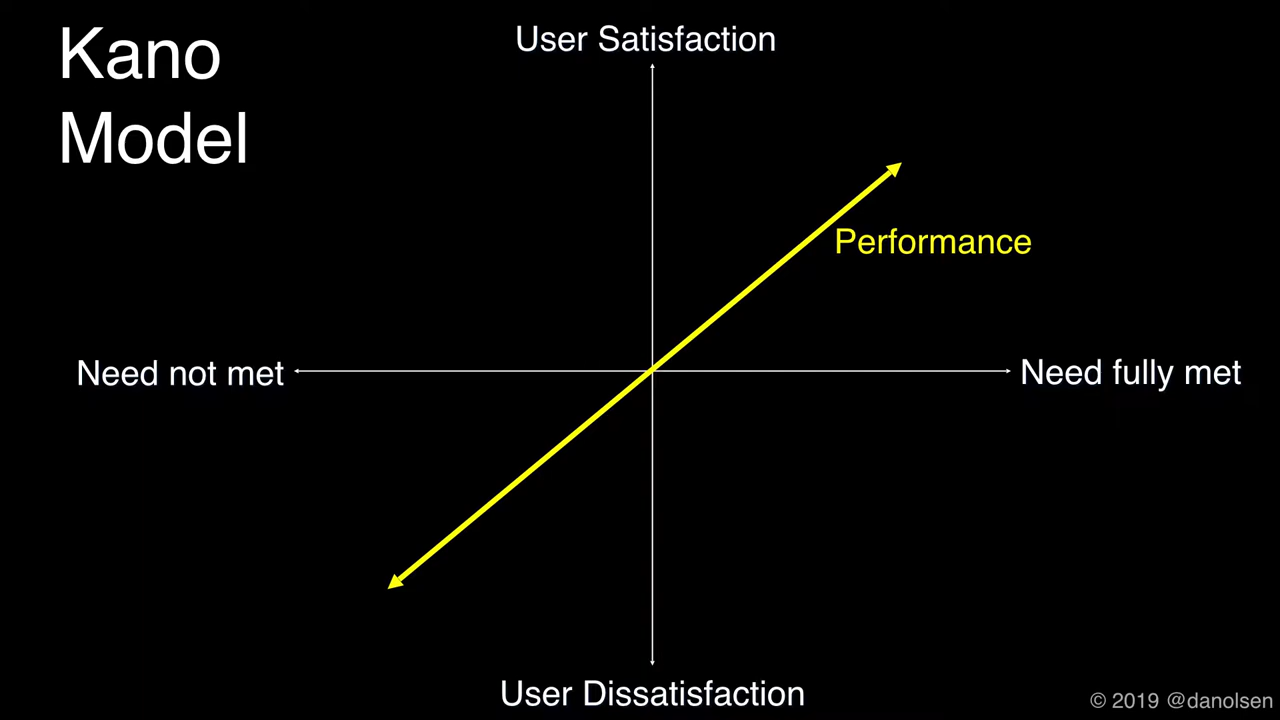 Kano
Model
User Satisfaction
Performance
Need not met
Need fully met
User Dissatisfaction
© 2019 @danolsen